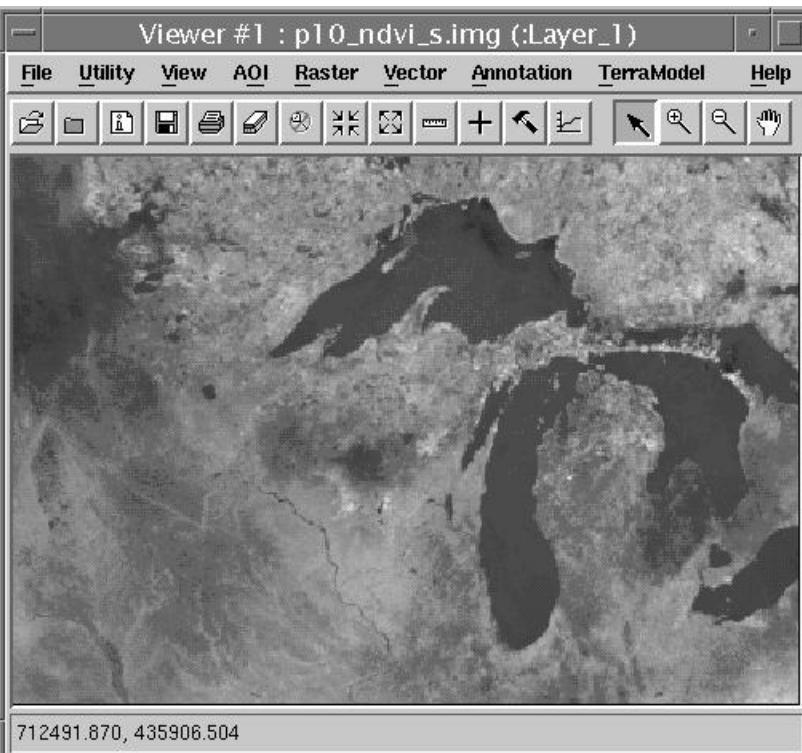 Viewer #1 : p10_ndvi_s.img (:Layer_1)
File Utility View AOI Raster Vector Annotation TerraModel Help
712491.870, 435906.504